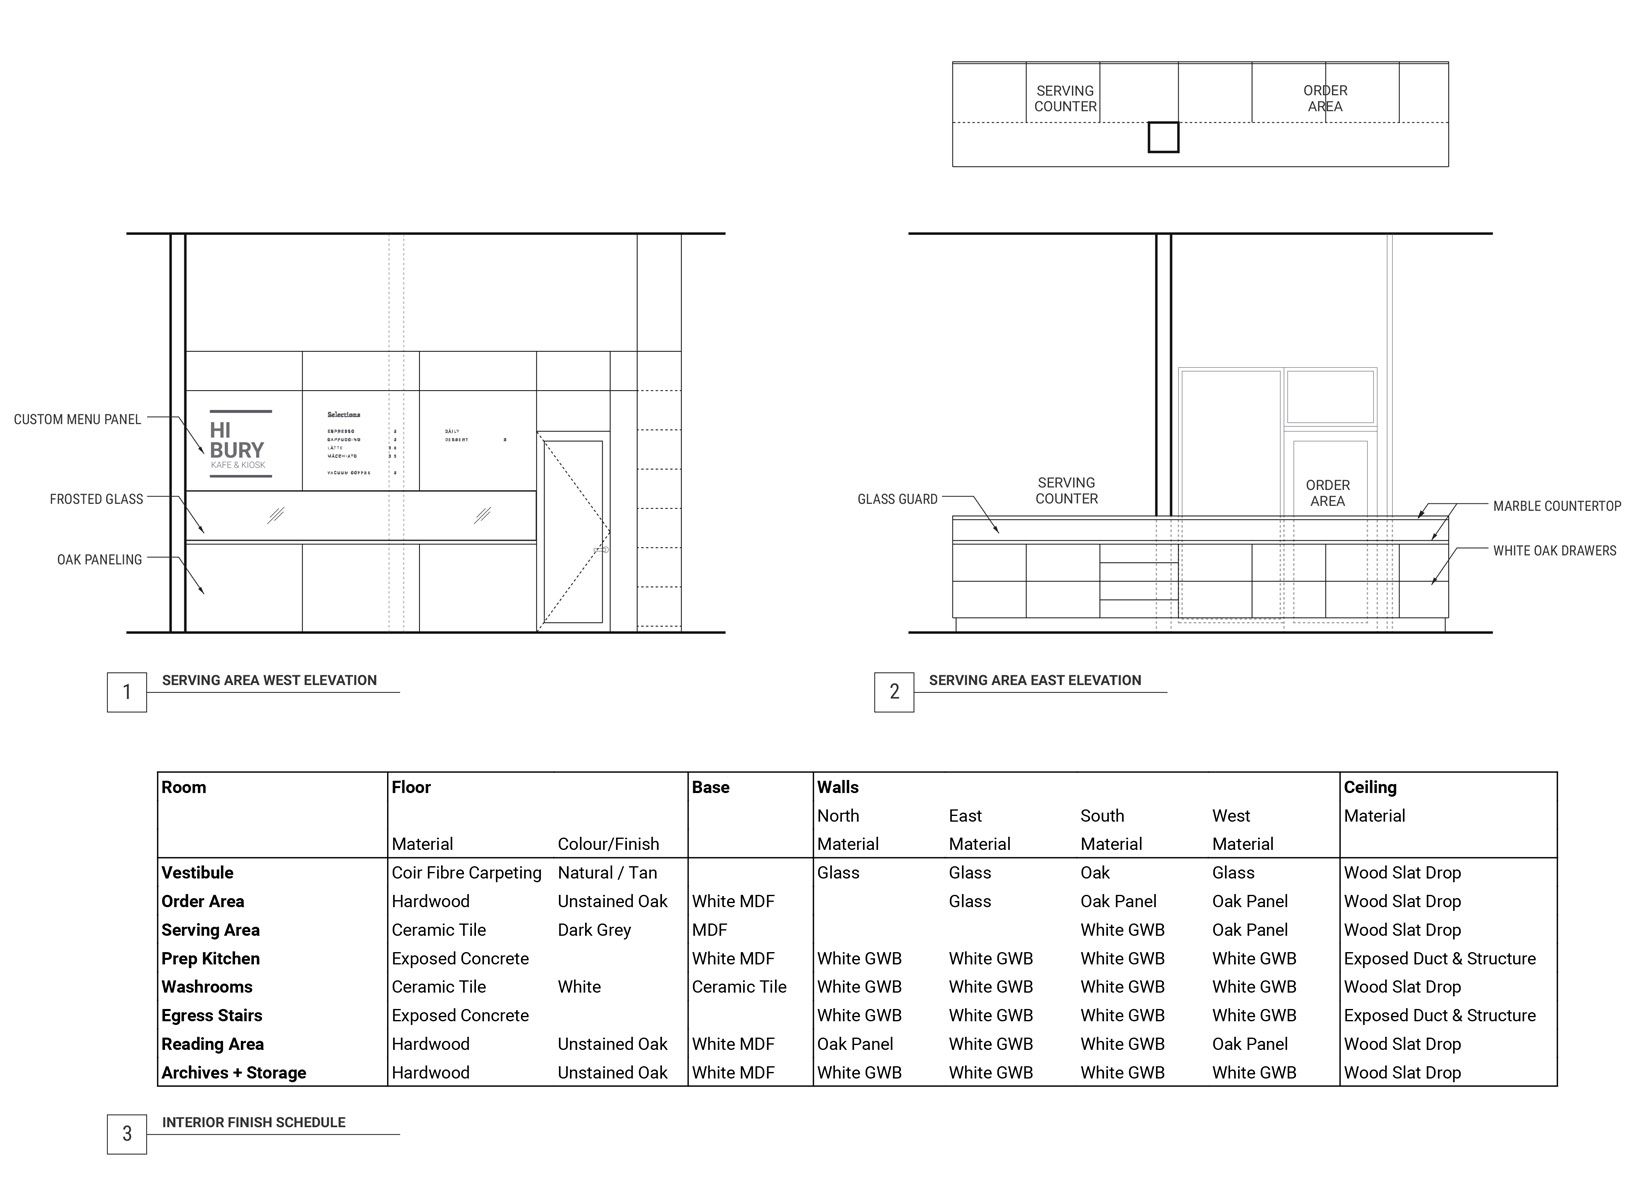 SERVING
COUNTER
ORDER
AREA
CUSTOM MENU PANEL
FROSTED GLASS
OAK PANELING
HI
BURY
KAFE & KIOSK
Selections
ESPRESSO 3
CAPPUCCINO 3
LATTE
MACCHIATO
VACUUM COFFEE 3
DAILY
DESSERT
GLASS GUARD
SERVING
COUNTER
ORDER
AREA
MARBLE COUNTERTOP
WHITE OAK DRAWERS
1 SERVING AREA WEST ELEVATION
2 SERVING AREA EAST ELEVATION
Room Floor Base Walls Ceiling
North East South West Material
Material Colour/Finish Material Material Material Material
Vestibule Coir Fibre Carpeting Natural / Tan Glass Glass Oak Glass Wood Slat Drop
Order Area Hardwood Unstained Oak White MDF Glass Oak Panel Oak Panel Wood Slat Drop
Serving Area Ceramic Tile Dark Grey MDF White GWB Oak Panel Wood Slat Drop
Prep Kitchen Exposed Concrete White MDF White GWB White GWB White GWB White GWB Exposed Duct & Structure
Washrooms Ceramic Tile White Ceramic Tile White GWB White GWB White GWB White GWB Wood Slat Drop
Egress Stairs Exposed Concrete White GWB White GWB White GWB White GWB Exposed Duct & Structure
Reading Area Hardwood Unstained Oak White MDF Oak Panel White GWB White GWB Oak Panel Wood Slat Drop
Archives + Storage Hardwood Unstained Oak White MDF White GWB White GWB White GWB White GWB Wood Slat Drop
3 INTERIOR FINISH SCHEDULE